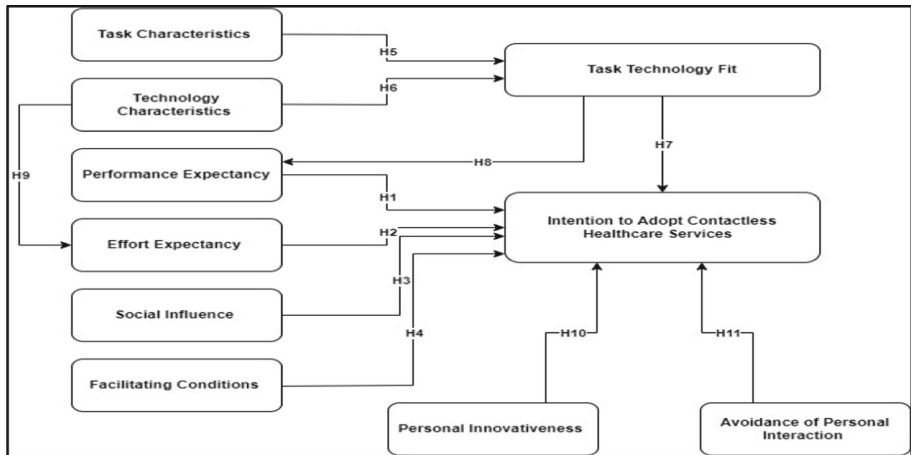 Task Characteristics
H5
Task Technology Fit
Technology
Characteristics
H6
H9
H8
H7
Performance Expectancy
H1
Intention to Adopt Contactless
Healthcare Services
Effort Expectancy
H2
H3
Social Influence
H4
H10
H11
Facilitating Conditions
Personal Innovativeness
Avoidance of Personal
Interaction